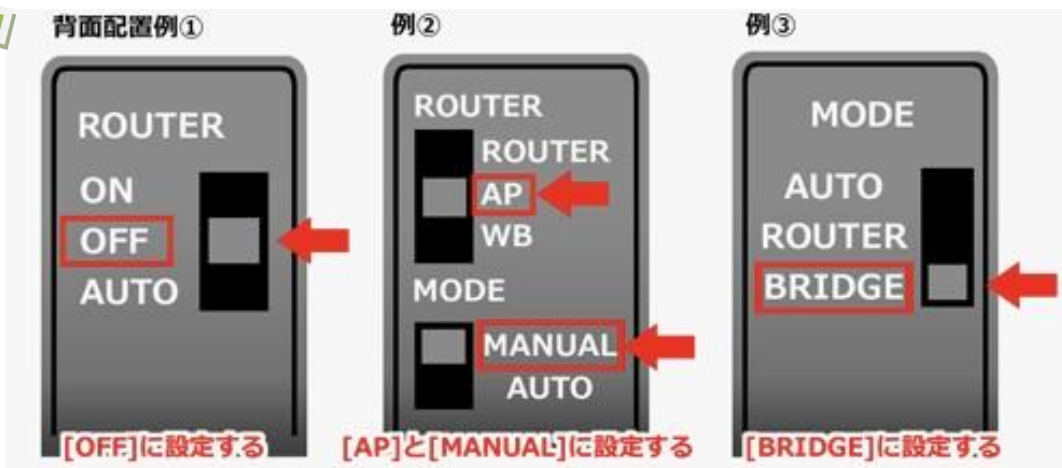 背面配置例①
ROUTER
ON
OFF
AUTO
[OFF]に設定する
例②
ROUTER
ROUTER
AP
WB
MODE
MANUAL
AUTO
[AP]と[MANUAL]に設定する
例③
MODE
AUTO
ROUTER
BRIDGE
[BRIDGE]に設定する